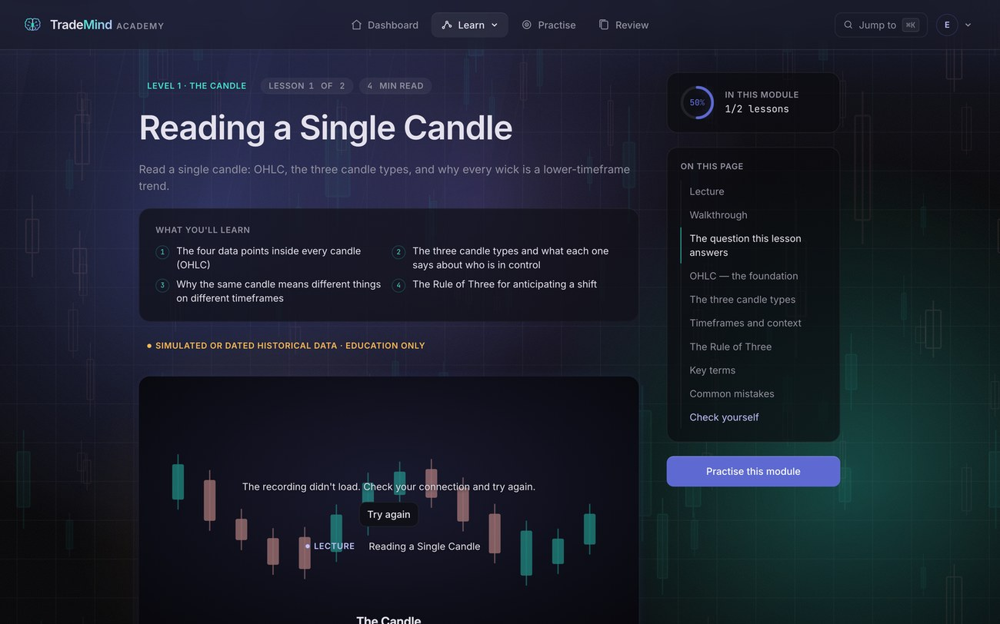 TradeMind ACADEMY
Dashboard
Learn
Practise
Review
Jump to ⌘K
E
LEVEL 1 · THE CANDLE
LESSON 1 OF 2
4 MIN READ
Reading a Single Candle
Read a single candle: OHLC, the three candle types, and why every wick is a lower-timeframe
trend.
WHAT YOU'LL LEARN
1 The four data points inside every candle
(OHLC)
2 The three candle types and what each one
says about who is in control
3 Why the same candle means different things
on different timeframes
4 The Rule of Three for anticipating a shift
SIMULATED OR DATED HISTORICAL DATA · EDUCATION ONLY
The recording didn't load. Check your connection and try again.
Try again
LECTURE Reading a Single Candle
The Candle
50%
IN THIS MODULE
1/2 lessons
ON THIS PAGE
Lecture
Walkthrough
The question this lesson
answers
OHLC — the foundation
The three candle types
Timeframes and context
The Rule of Three
Key terms
Common mistakes
Check yourself
Practise this module